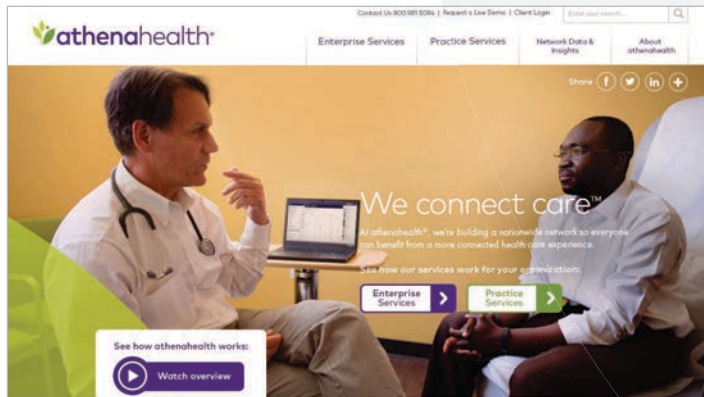 Contact Us 800.981.5084 | Request a Live Demo | Client Login
Enter your search...
athenahealth
Enterprise Services
Practice Services
Network Data &
Insights
About
athenahealth
Share
We connect care™
At athenahealth®, we're building a nationwide network so everyone
can benefit from a more connected health care experience.
See how our services work for your organization:
Enterprise
Services
Practice
Services
See how athenahealth works:
Watch overview